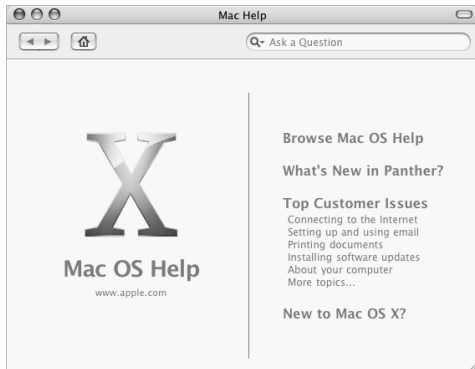 Mac Help
Ask a Question
X
Mac OS Help
www.apple.com
Browse Mac OS Help
What's New in Panther?
Top Customer Issues
Connecting to the Internet
Setting up and using email
Printing documents
Installing software updates
About your computer
More topics...
New to Mac OS X?